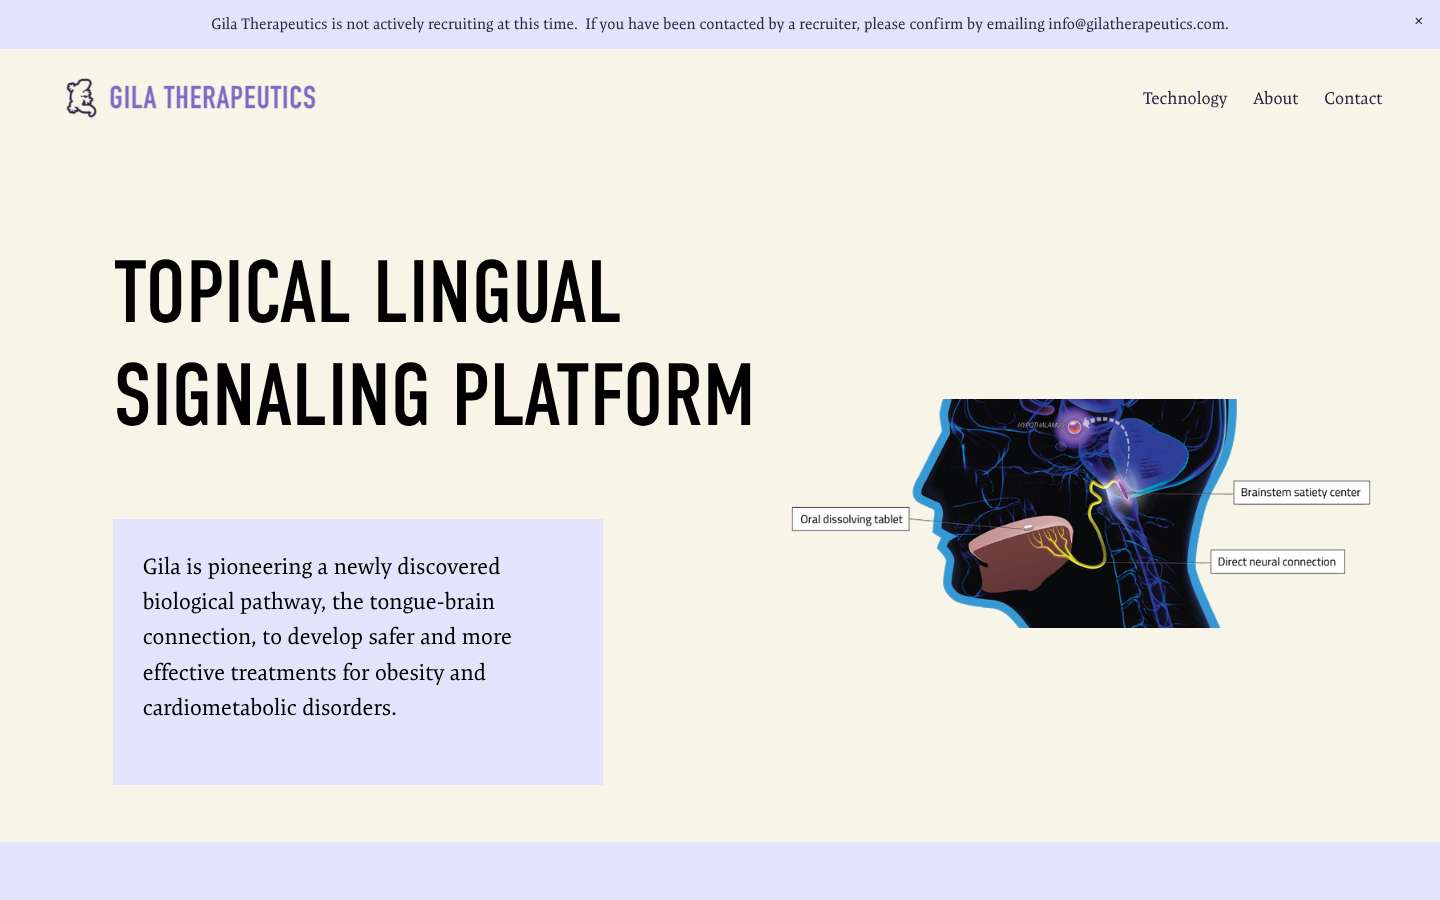 Gila Therapeutics is not actively recruiting at this time.  If you have been contacted by a recruiter, please confirm by emailing info@gilatherapeutics.com.
×
GILA THERAPEUTICS
Technology
About
Contact
TOPICAL LINGUAL
SIGNALING PLATFORM
Gila is pioneering a newly discovered
biological pathway, the tongue-brain
connection, to develop safer and more
effective treatments for obesity and
cardiometabolic disorders.
HYPOTHALAMUS
Brainstem satiety center
Oral dissolving tablet
Direct neural connection